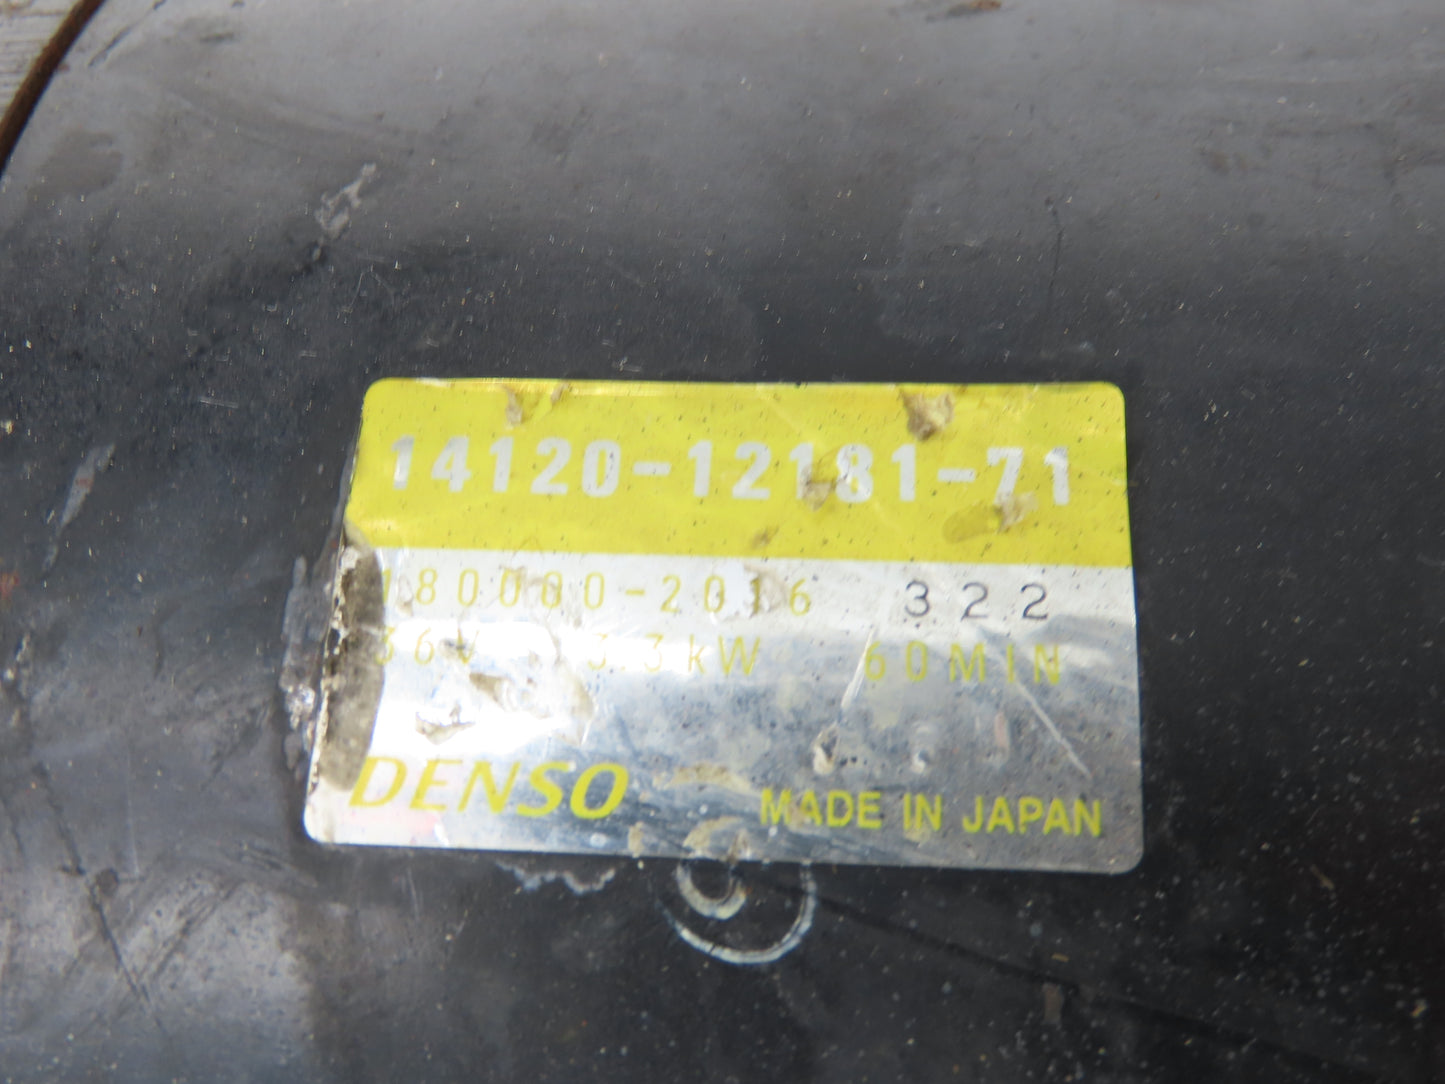 14120-12181-71
180000-2016 322
36V 3.3kW 60MIN
DENSO MADE IN JAPAN